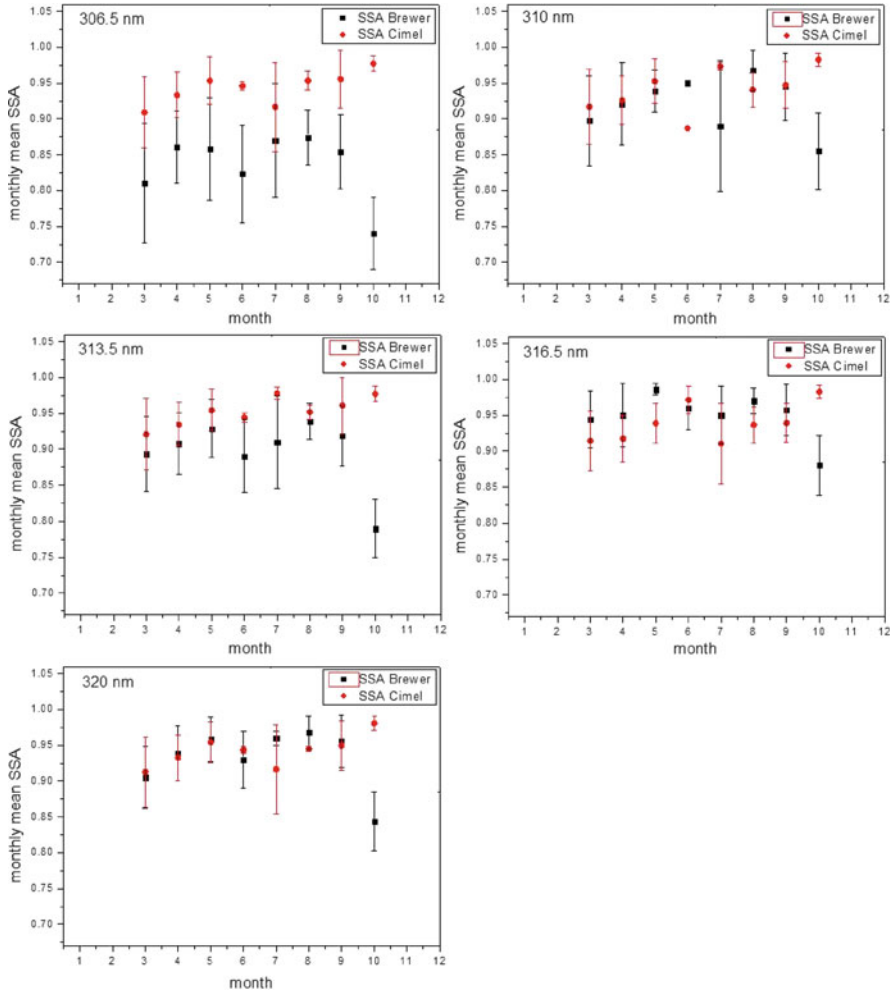 306.5 nm
SSA Brewer
SSA Cimel
monthly mean SSA
1.05
1.00
0.95
0.90
0.85
0.80
0.75
0.70
1 2 3 4 5 6 7 8 9 10 11 12
month
310 nm
SSA Brewer
SSA Cimel
monthly mean SSA
1.05
1.00
0.95
0.90
0.85
0.80
0.75
0.70
1 2 3 4 5 6 7 8 9 10 11 12
month
313.5 nm
SSA Brewer
SSA Cimel
monthly mean SSA
1.05
1.00
0.95
0.90
0.85
0.80
0.75
0.70
1 2 3 4 5 6 7 8 9 10 11 12
month
316.5 nm
SSA Brewer
SSA Cimel
monthly mean SSA
1.05
1.00
0.95
0.90
0.85
0.80
0.75
0.70
1 2 3 4 5 6 7 8 9 10 11 12
month
320 nm
SSA Brewer
SSA Cimel
monthly mean SSA
1.05
1.00
0.95
0.90
0.85
0.80
0.75
0.70
1 2 3 4 5 6 7 8 9 10 11 12
month